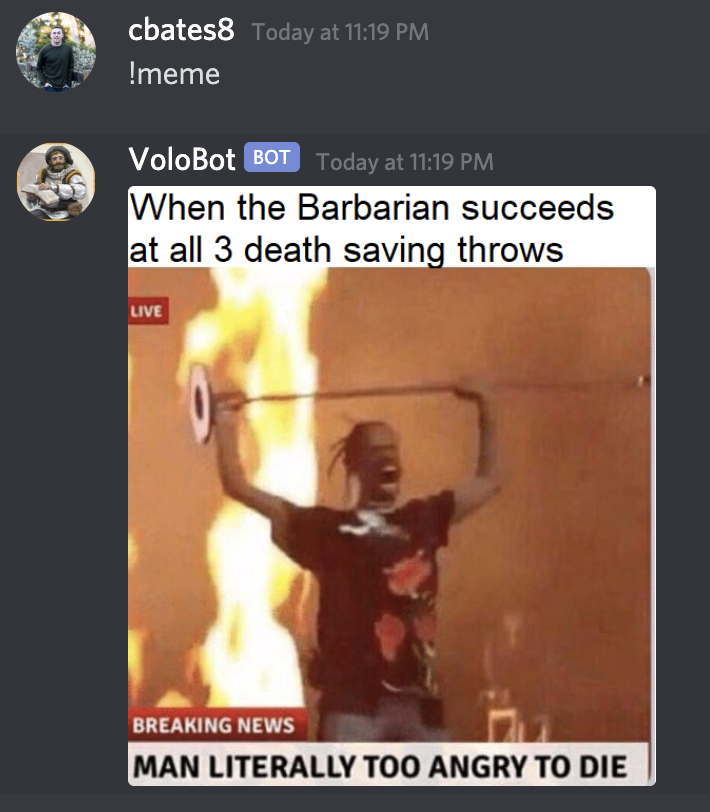 cbates8 Today at 11:19 PM
!meme
VoloBot BOT Today at 11:19 PM
When the Barbarian succeeds
at all 3 death saving throws
LIVE
BREAKING NEWS
MAN LITERALLY TOO ANGRY TO DIE